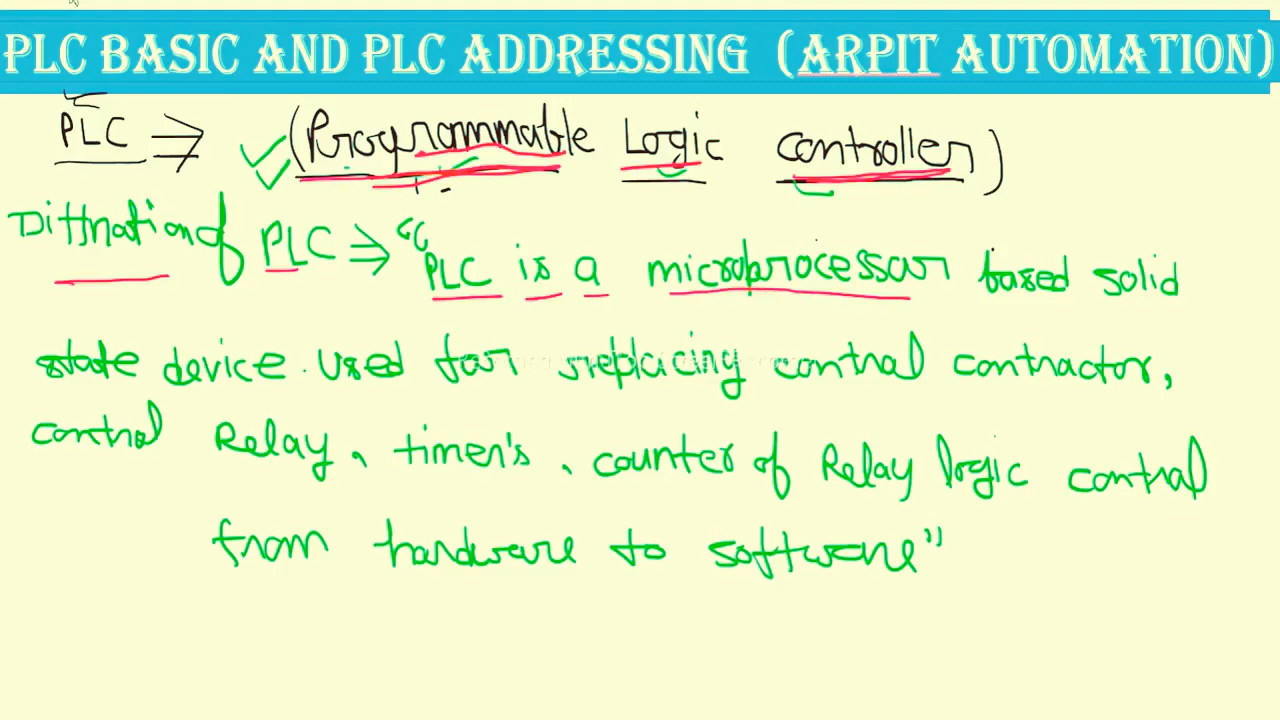 PLC BASIC AND PLC ADDRESSING (ARPIT AUTOMATION)
PLC ⇒ (Programmable Logic Controller)
Diffnation of PLC ⇒ "PLC is a microprocessor based solid
state device. Used for replacing control contractor,
control Relay, timer's, counter of Relay logic control
from hardware to software"